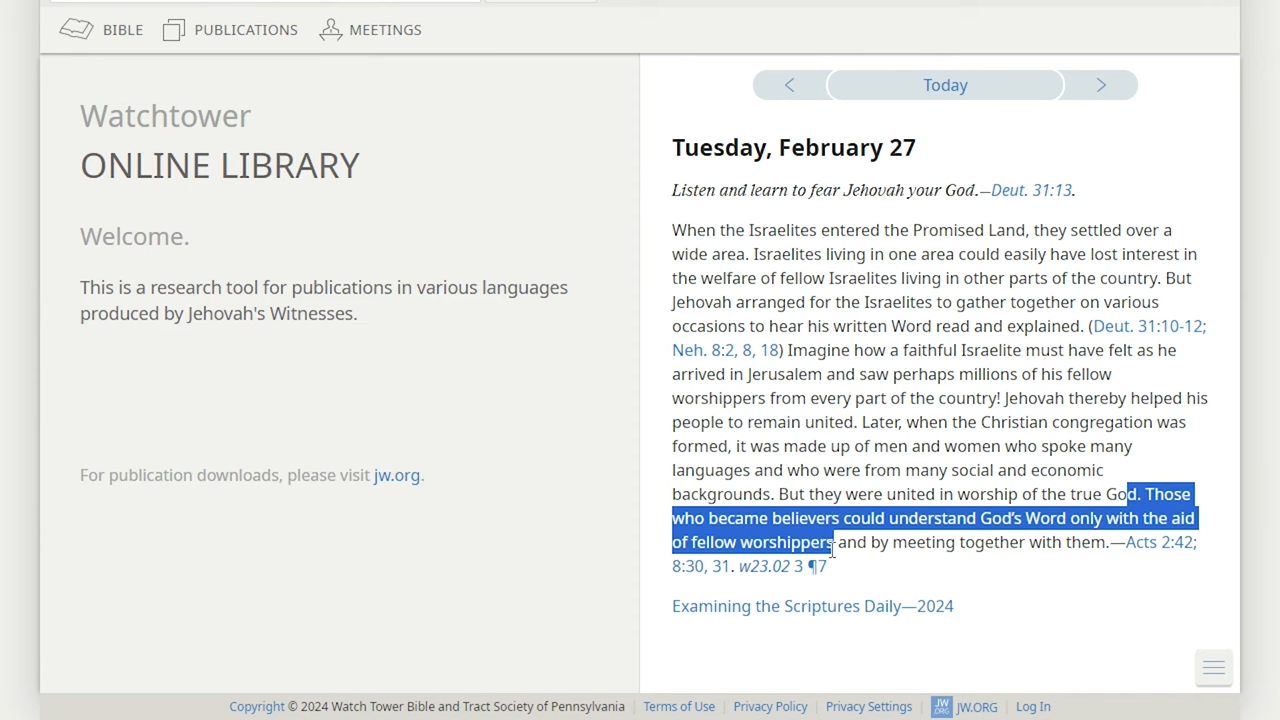 BIBLE PUBLICATIONS MEETINGS
Watchtower
ONLINE LIBRARY
Welcome.
This is a research tool for publications in various languages
produced by Jehovah's Witnesses.
For publication downloads, please visit jw.org.
Today
Tuesday, February 27
Listen and learn to fear Jehovah your God.—Deut. 31:13.
When the Israelites entered the Promised Land, they settled over a
wide area. Israelites living in one area could easily have lost interest in
the welfare of fellow Israelites living in other parts of the country. But
Jehovah arranged for the Israelites to gather together on various
occasions to hear his written Word read and explained. (Deut. 31:10-12;
Neh. 8:2, 8, 18) Imagine how a faithful Israelite must have felt as he
arrived in Jerusalem and saw perhaps millions of his fellow
worshippers from every part of the country! Jehovah thereby helped his
people to remain united. Later, when the Christian congregation was
formed, it was made up of men and women who spoke many
languages and who were from many social and economic
backgrounds. But they were united in worship of the true God. Those
who became believers could understand God’s Word only with the aid
of fellow worshippers and by meeting together with them.—Acts 2:42;
8:30, 31. w23.02 3 ¶7
Examining the Scriptures Daily—2024
Copyright © 2024 Watch Tower Bible and Tract Society of Pennsylvania | Terms of Use | Privacy Policy | Privacy Settings | JW.ORG JW.ORG | Log In